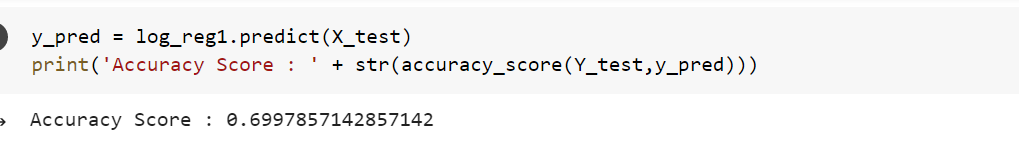 y_pred = log_reg1.predict(X_test)
print('Accuracy Score : ' + str(accuracy_score(Y_test,y_pred)))
Accuracy Score : 0.6997857142857142